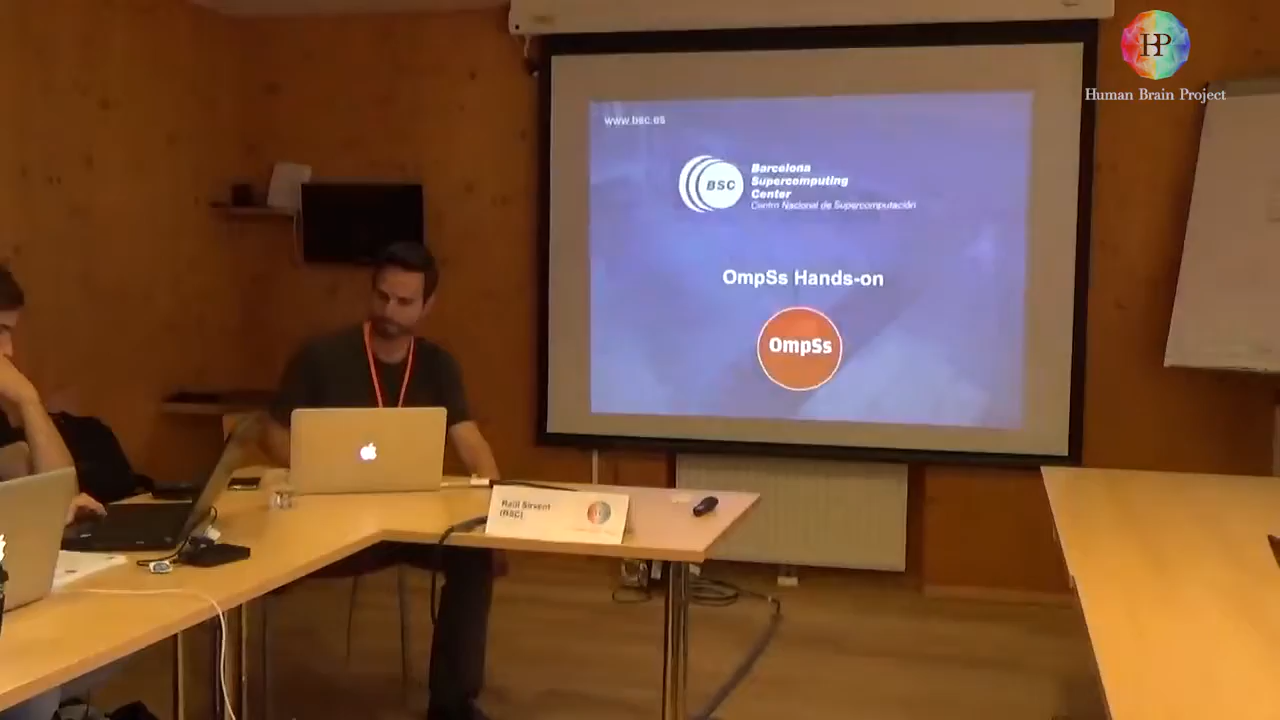 HP
Human Brain Project
www.bsc.es
BSC
Barcelona
Supercomputing
Center
Centro Nacional de Supercomputación
OmpSs Hands-on
OmpSs
Raül Sirvent
(BSC)